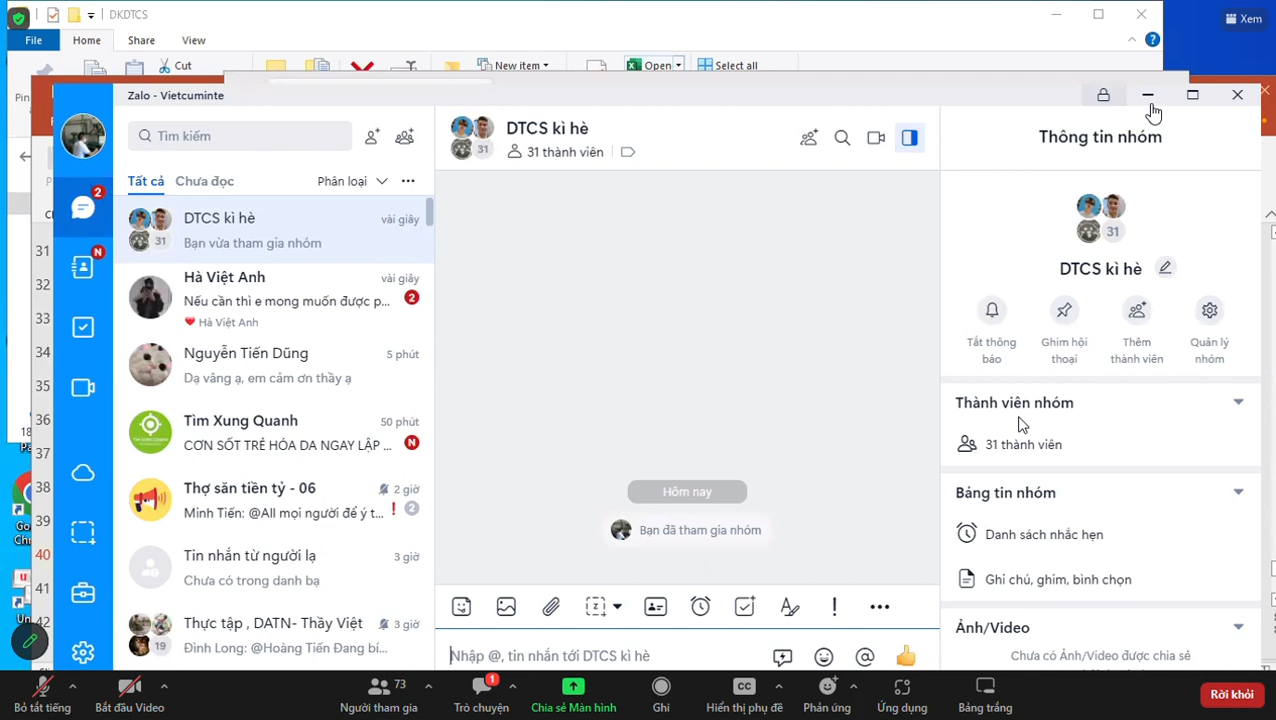 DKDTCS
Xem
File
Home
Share
View
Cut
New item
Open
Select all
Zalo - Vietcuminte
Tìm kiếm
Tất cả
Chưa đọc
Phân loại
DTCS kì hè
vài giây
31
Bạn vừa tham gia nhóm
Hà Việt Anh
vài giây
Nếu cần thì e mong muốn được p...
2
Hà Việt Anh
Nguyễn Tiến Dũng
5 phút
Dạ vâng ạ, em cảm ơn thầy ạ
Tìm Xung Quanh
50 phút
CƠN SỐT TRẺ HÓA DA NGAY LẬP ...
N
Thợ săn tiền tỷ - 06
2 giờ
Minh Tiến: @All mọi người để ý t...
! 2
Tin nhắn từ người lạ
3 giờ
Chưa có trong danh bạ
Thực tập , DATN- Thầy Việt
3 giờ
19
Đình Long: @Hoàng Tiến Đang bí...
2
N
DTCS kì hè
31
31 thành viên
Hôm nay
Bạn đã tham gia nhóm
Nhập @, tin nhắn tới DTCS kì hè
Thông tin nhóm
31
DTCS kì hè
Tắt thông báo
Ghim hội thoại
Thêm thành viên
Quản lý nhóm
Thành viên nhóm
31 thành viên
Bảng tin nhóm
Danh sách nhắc hẹn
Ghi chú, ghim, bình chọn
Ảnh/Video
Chưa có Ảnh/Video được chia sẻ
31
32
33
34
35
36
37
38
39
40
41
42
Bỏ tắt tiếng
Bắt đầu Video
73
Người tham gia
1
Trò chuyện
Chia sẻ Màn hình
Ghi
CC
Hiển thị phụ đề
Phản ứng
Ứng dụng
Bảng trắng
Rời khỏi